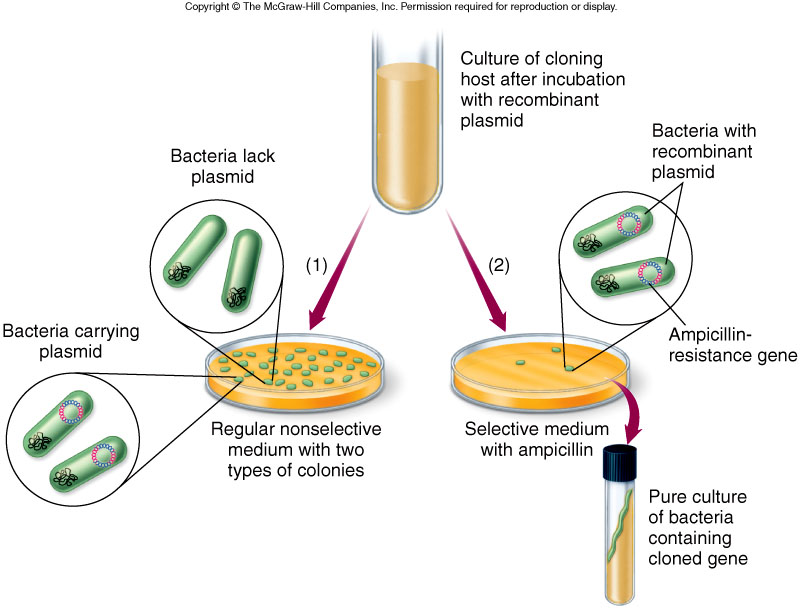 Copyright © The McGraw-Hill Companies, Inc. Permission required for reproduction or display.
Culture of cloning
host after incubation
with recombinant
plasmid
Bacteria lack
plasmid
Bacteria with
recombinant
plasmid
(1)
(2)
Bacteria carrying
plasmid
Ampicillin-
resistance gene
Regular nonselective
medium with two
types of colonies
Selective medium
with ampicillin
Pure culture
of bacteria
containing
cloned gene